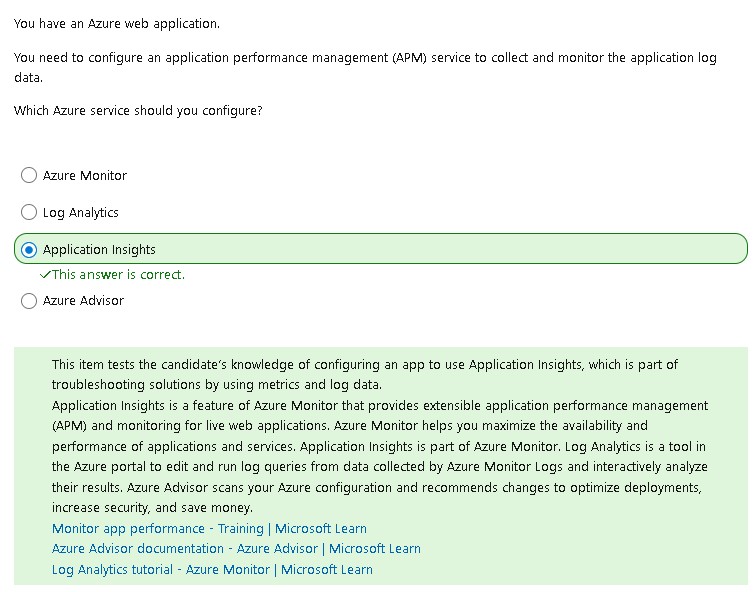 You have an Azure web application.
You need to configure an application performance management (APM) service to collect and monitor the application log
data.
Which Azure service should you configure?
Azure Monitor
Log Analytics
Application Insights
✓This answer is correct.
Azure Advisor
This item tests the candidate’s knowledge of configuring an app to use Application Insights, which is part of
troubleshooting solutions by using metrics and log data.
Application Insights is a feature of Azure Monitor that provides extensible application performance management
(APM) and monitoring for live web applications. Azure Monitor helps you maximize the availability and
performance of applications and services. Application Insights is part of Azure Monitor. Log Analytics is a tool in
the Azure portal to edit and run log queries from data collected by Azure Monitor Logs and interactively analyze
their results. Azure Advisor scans your Azure configuration and recommends changes to optimize deployments,
increase security, and save money.
Monitor app performance - Training | Microsoft Learn
Azure Advisor documentation - Azure Advisor | Microsoft Learn
Log Analytics tutorial - Azure Monitor | Microsoft Learn